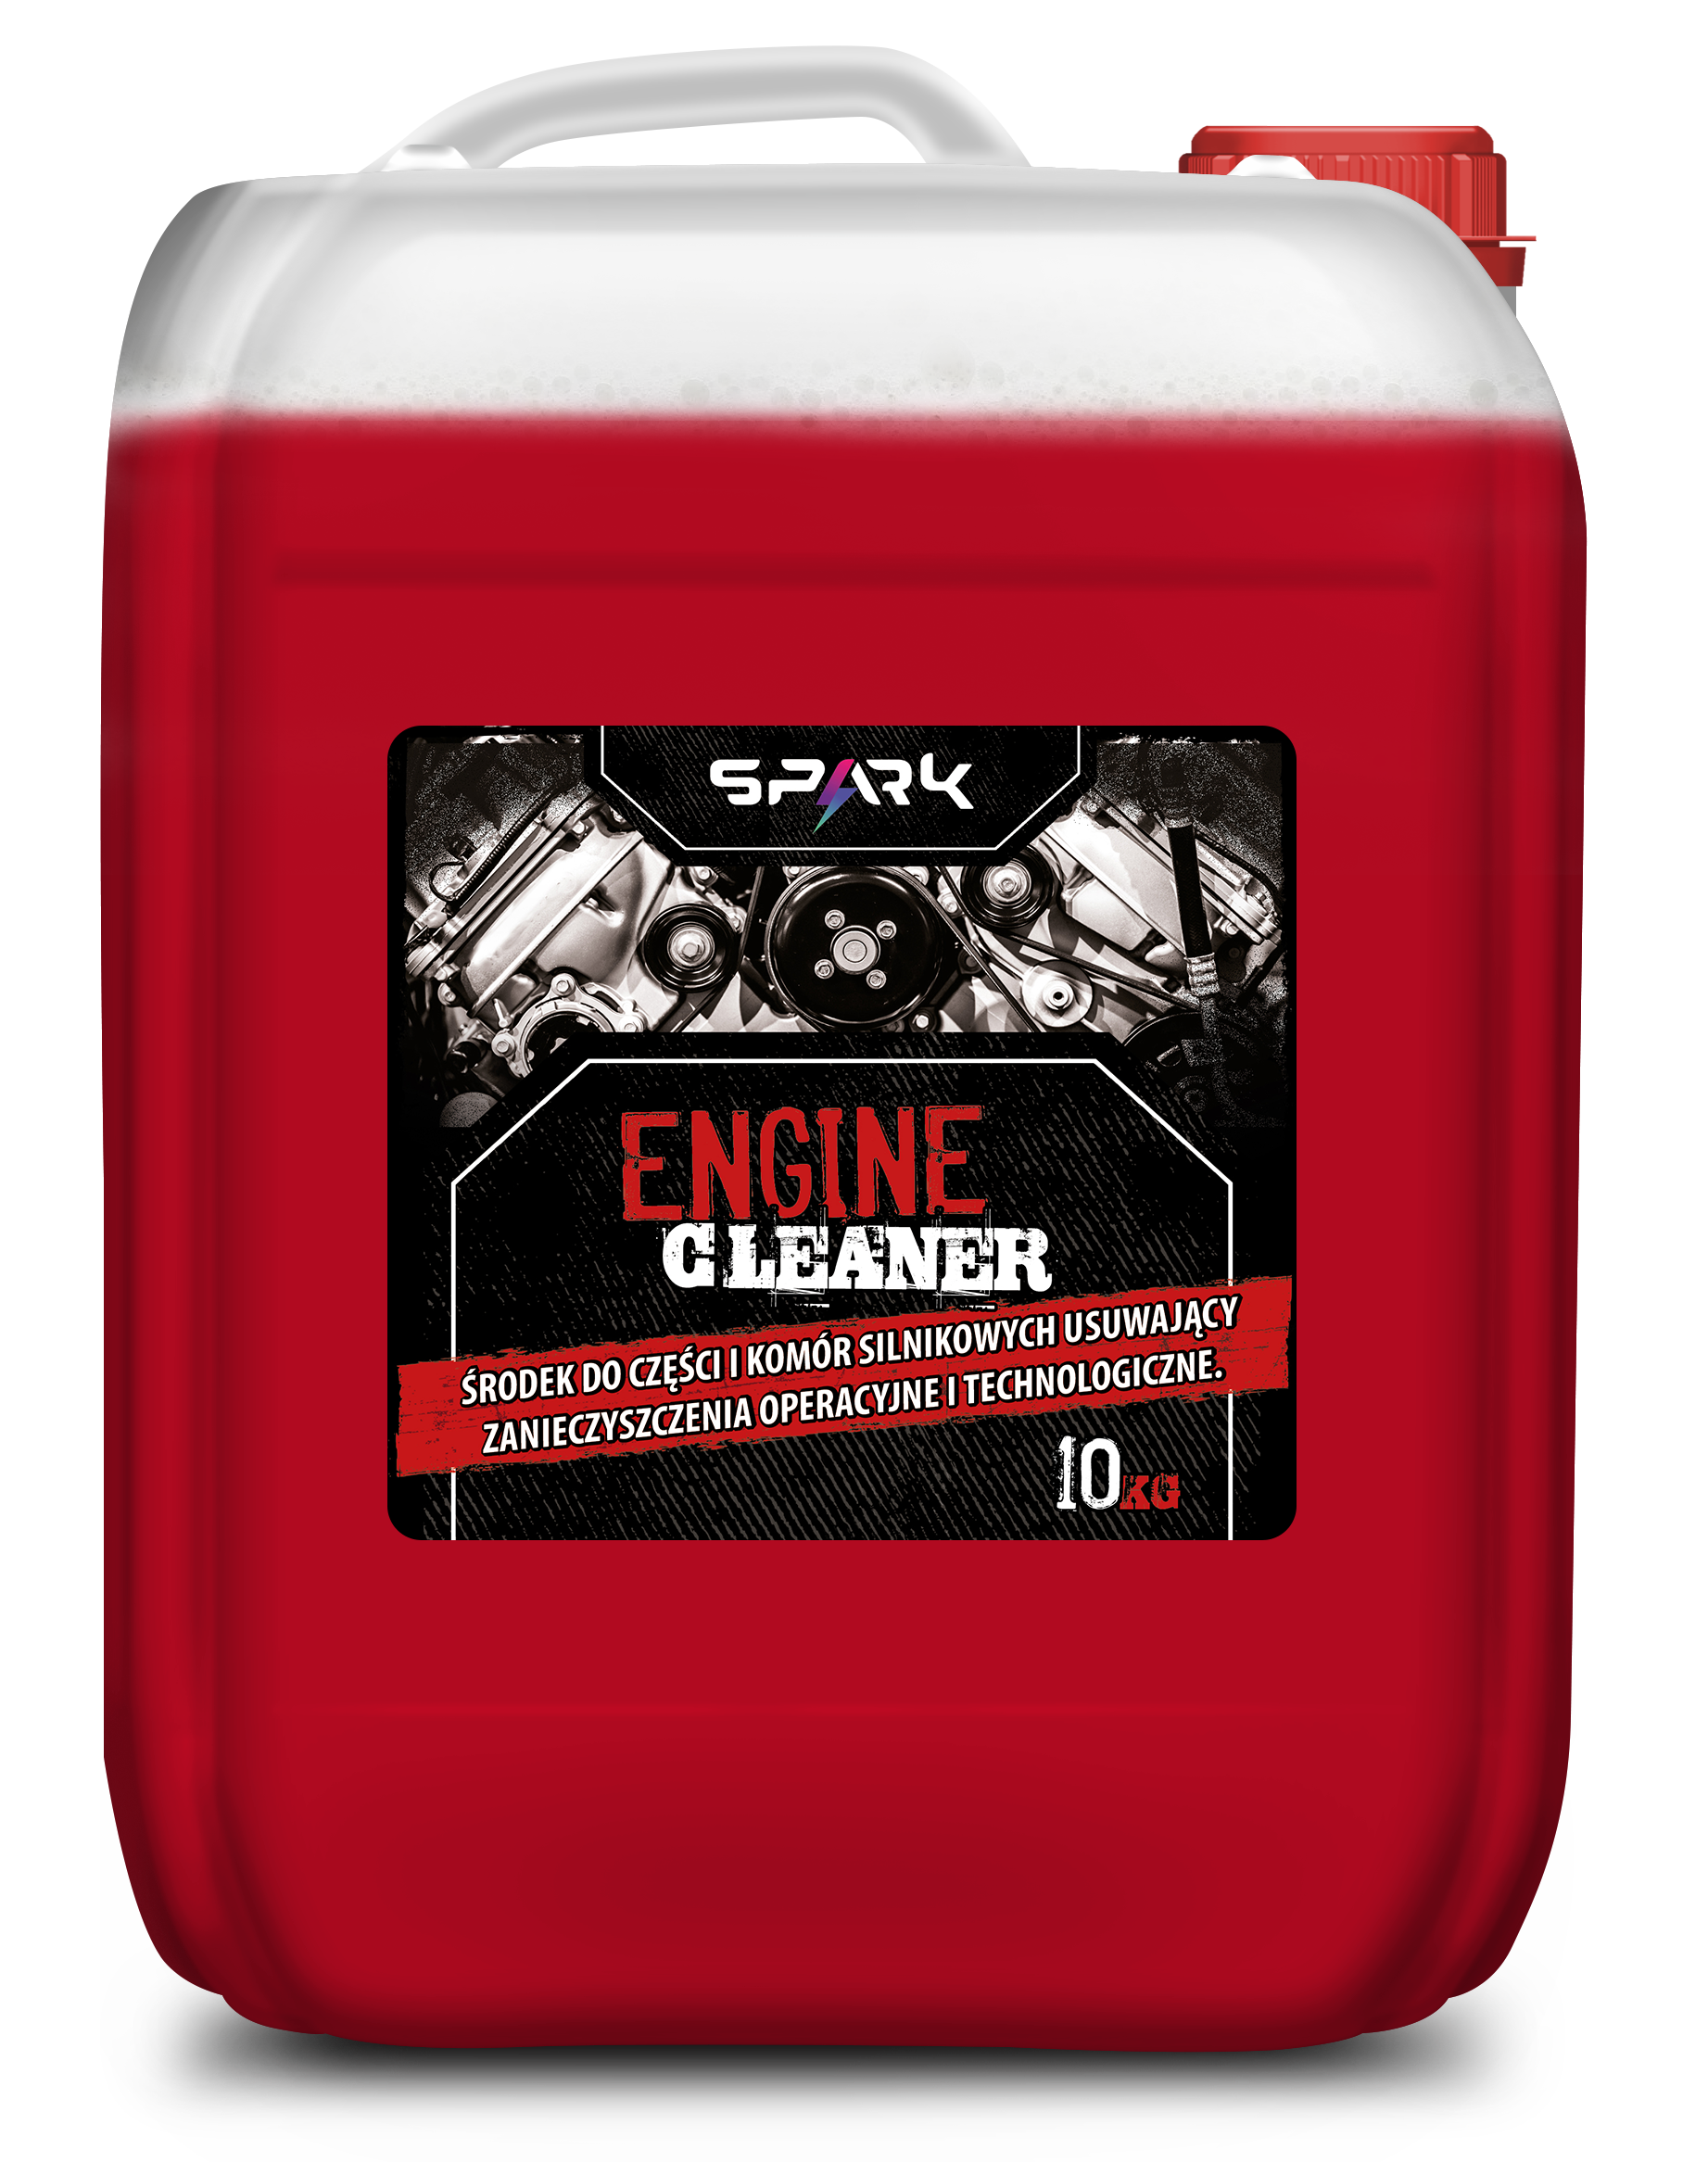 SPARK
ENGINE
CLEANER
ŚRODEK DO CZĘŚCI I KOMÓR SILNIKOWYCH USUWAJĄCY
ZANIECZYSZCZENIA OPERACYJNE I TECHNOLOGICZNE.
10KG